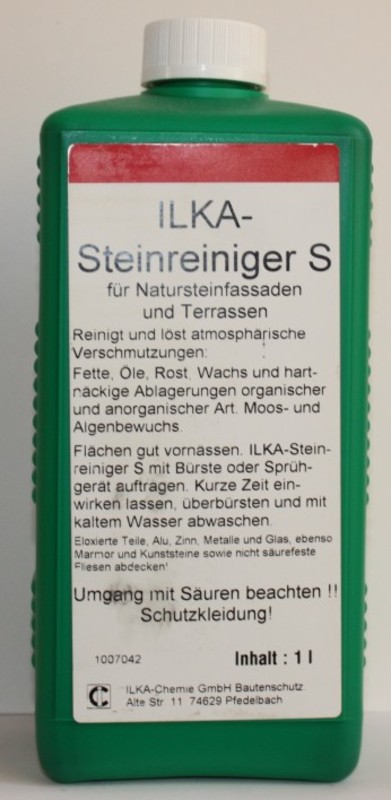 ILKA-
Steinreiniger S
für Natursteinfassaden
und Terrassen
Reinigt und löst atmosphärische
Verschmutzungen:
Fette, Öle, Rost, Wachs und hart-
näckige Ablagerungen organischer
und anorganischer Art. Moos- und
Algenbewuchs.
Flächen gut vornässen. ILKA-Stein-
reiniger S mit Bürste oder Sprüh-
gerät auftragen. Kurze Zeit ein-
wirken lassen, überbürsten und mit
kaltem Wasser abwaschen.
Eloxierte Teile, Alu, Zinn, Metalle und Glas, ebenso
Marmor und Kunststeine sowie nicht säurefeste
Fliesen abdecken!
Umgang mit Säuren beachten !!
Schutzkleidung!
1007042 Inhalt : 1 l
ILKA-Chemie GmbH Bautenschutz
Alte Str. 11 74629 Pfedelbach